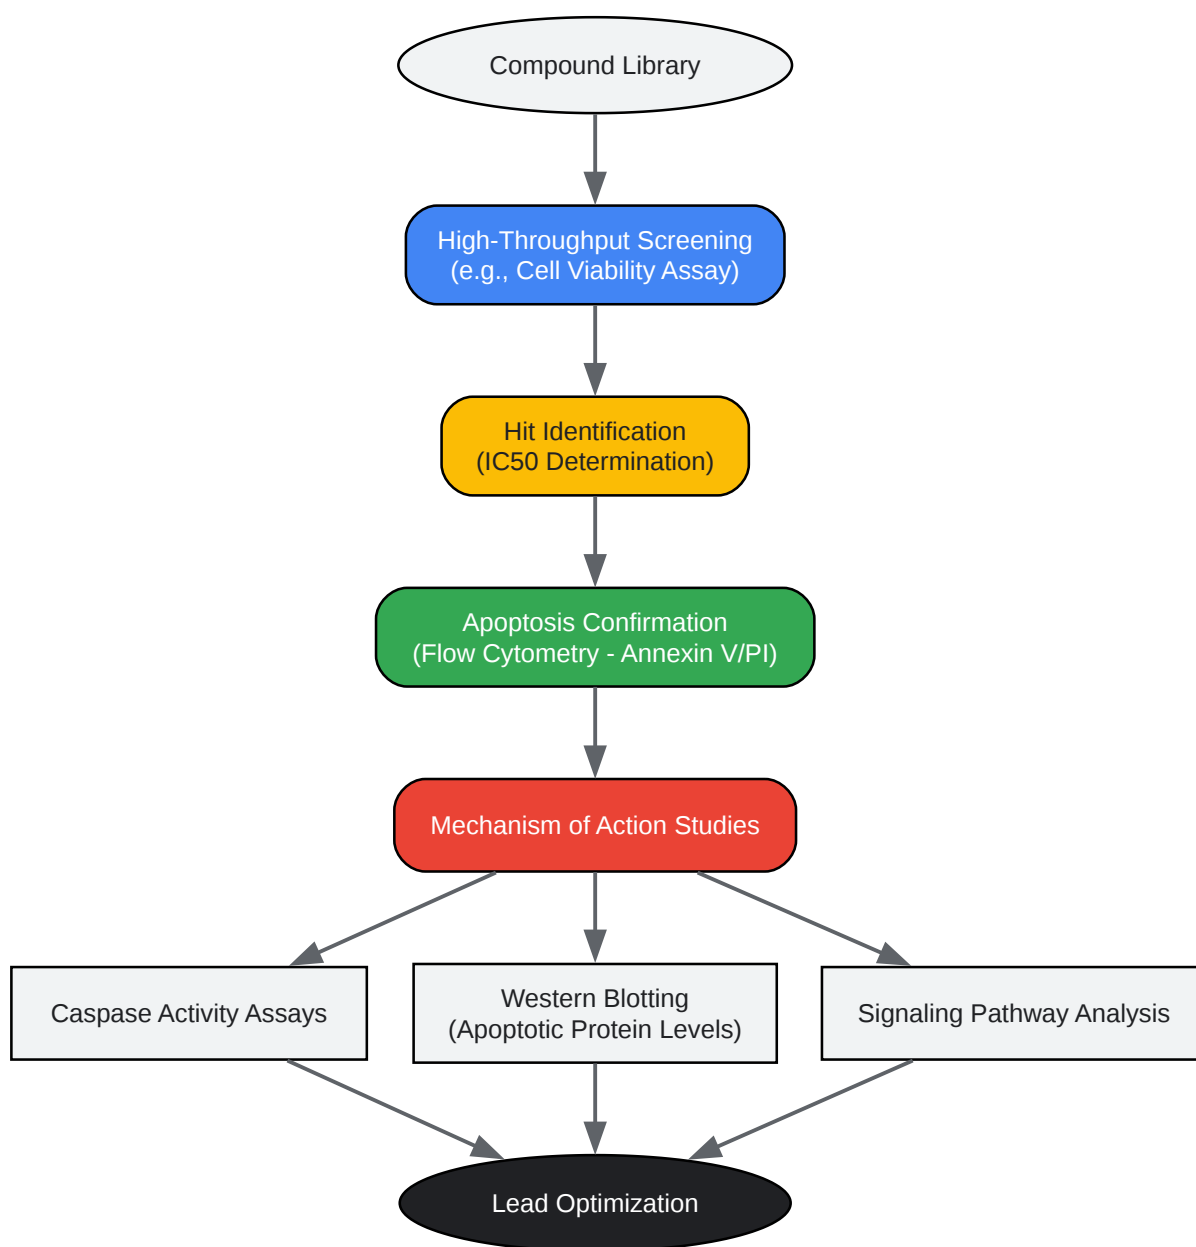 Compound Library
High-Throughput Screening
(e.g., Cell Viability Assay)
Hit Identification
(IC50 Determination)
Apoptosis Confirmation
(Flow Cytometry - Annexin V/PI)
Mechanism of Action Studies
Caspase Activity Assays
Western Blotting
(Apoptotic Protein Levels)
Signaling Pathway Analysis
Lead Optimization